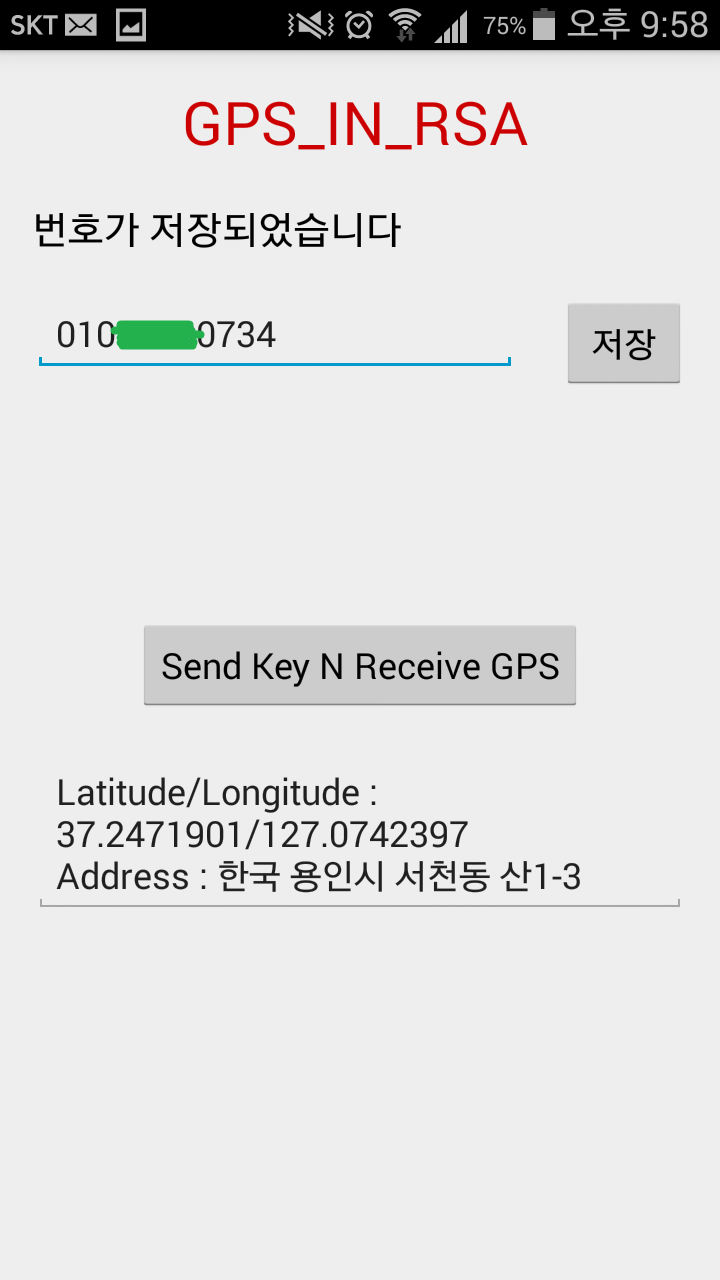 SKT 75% 오후 9:58
GPS_IN_RSA
번호가 저장되었습니다
010 0734
저장
Send Key N Receive GPS
Latitude/Longitude :
37.2471901/127.0742397
Address : 한국 용인시 서천동 산1-3